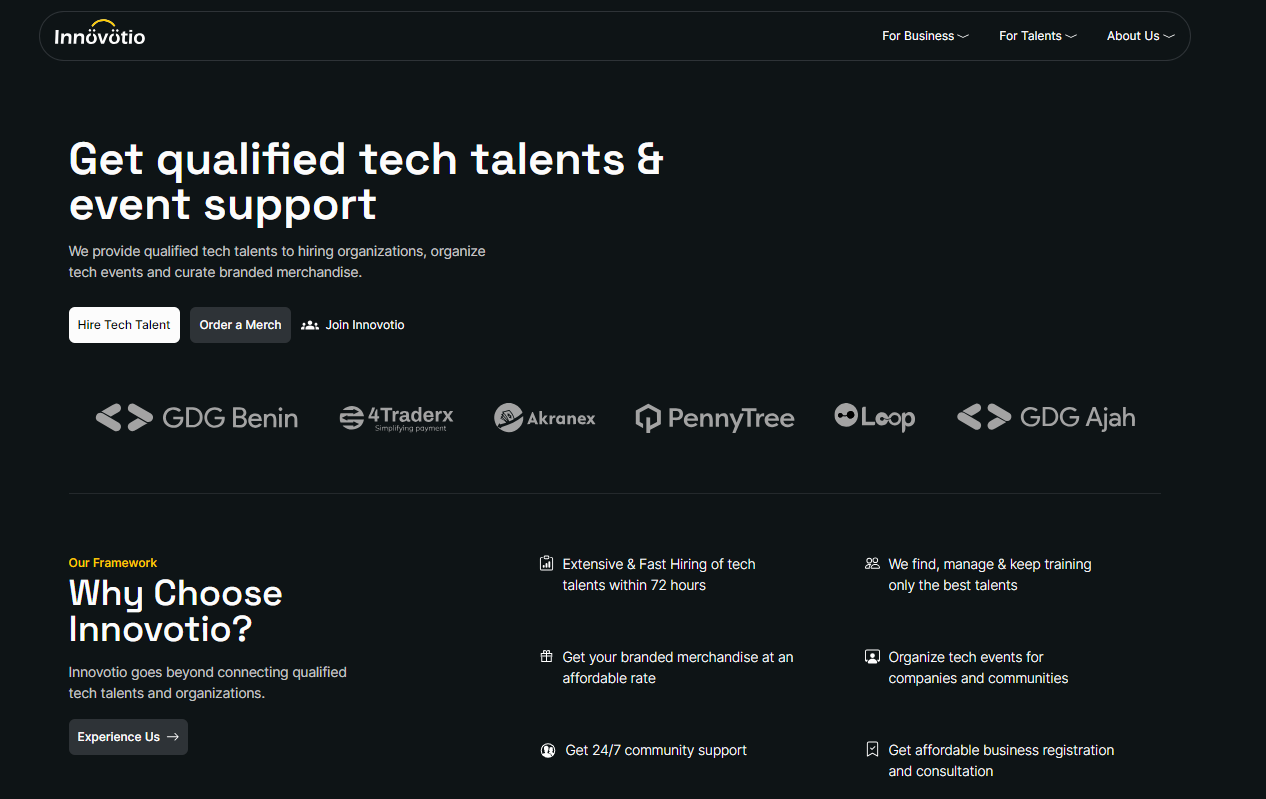 Innövötio
For Business
For Talents
About Us
Get qualified tech talents &
event support
We provide qualified tech talents to hiring organizations, organize
tech events and curate branded merchandise.
Hire Tech Talent
Order a Merch
Join Innovotio
GDG Benin
4Traderx
Simplifying payment
Akranex
PennyTree
Loop
GDG Ajah
Our Framework
Why Choose
Innovotio?
Innovotio goes beyond connecting qualified
tech talents and organizations.
Experience Us →
Extensive & Fast Hiring of tech
talents within 72 hours
We find, manage & keep training
only the best talents
Get your branded merchandise at an
affordable rate
Organize tech events for
companies and communities
Get 24/7 community support
Get affordable business registration
and consultation